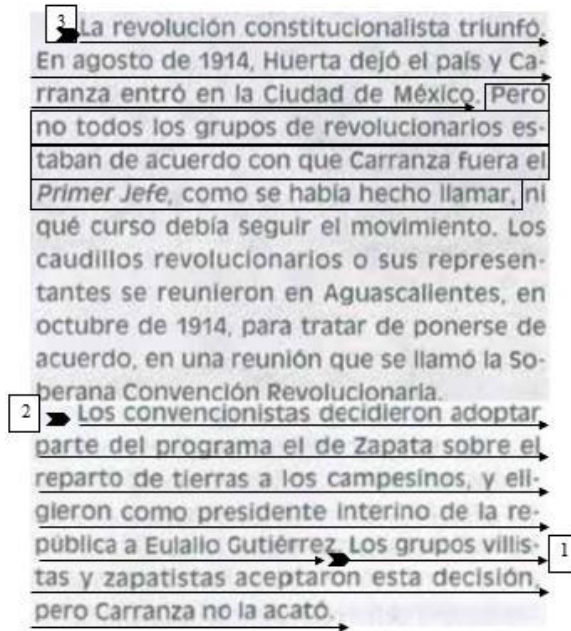 3
La revolución constitucionalista triunfó.
En agosto de 1914, Huerta dejó el país y Ca-
rranza entró en la Ciudad de México. Pero
no todos los grupos de revolucionarios es-
taban de acuerdo con que Carranza fuera el
Primer Jefe, como se había hecho llamar, ni
qué curso debía seguir el movimiento. Los
caudillos revolucionarios o sus represen-
tantes se reunieron en Aguascalientes, en
octubre de 1914, para tratar de ponerse de
acuerdo, en una reunión que se llamó la So-
berana Convención Revolucionaria.
2
Los convencionistas decidieron adoptar
parte del programa el de Zapata sobre el
reparto de tierras a los campesinos, y eli-
gieron como presidente interino de la re-
pública a Eulalio Gutiérrez. Los grupos villis-
1
tas y zapatistas aceptaron esta decisión,
pero Carranza no la acató.